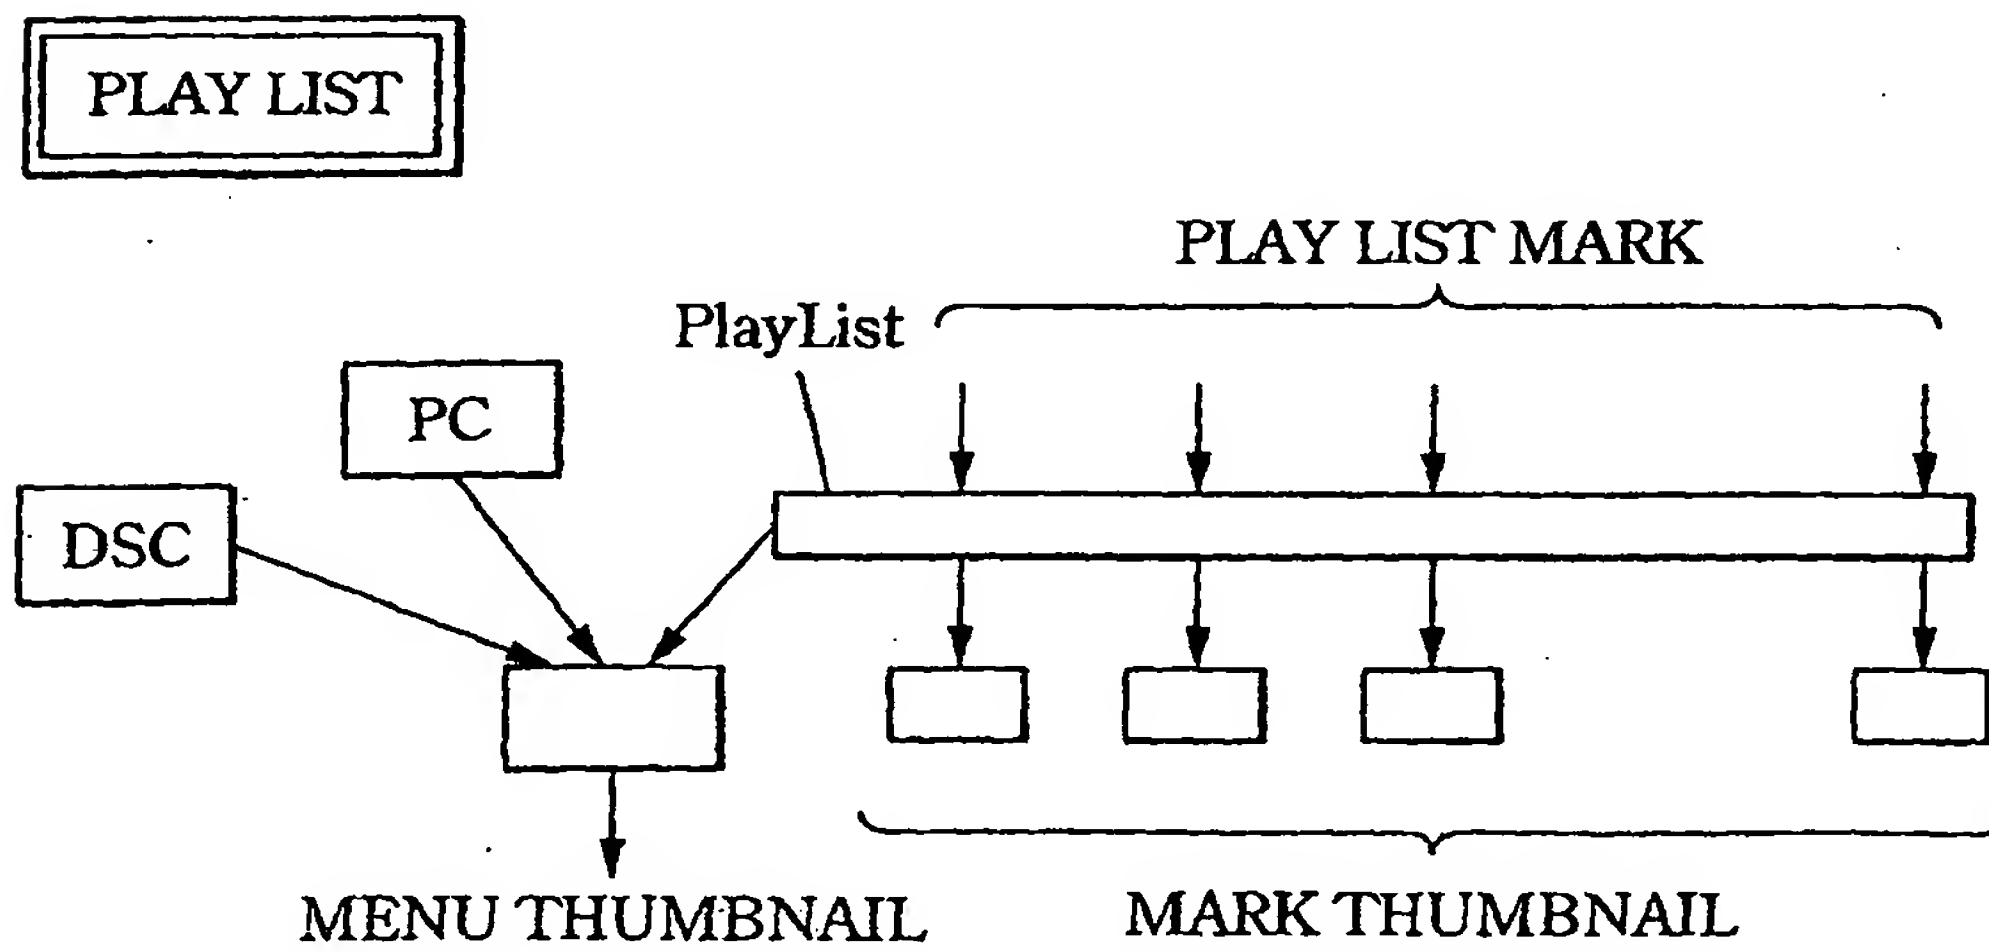 PLAY LIST
PLAY LIST MARK
PlayList
PC
DSC
MENU THUMBNAIL
MARK THUMBNAIL